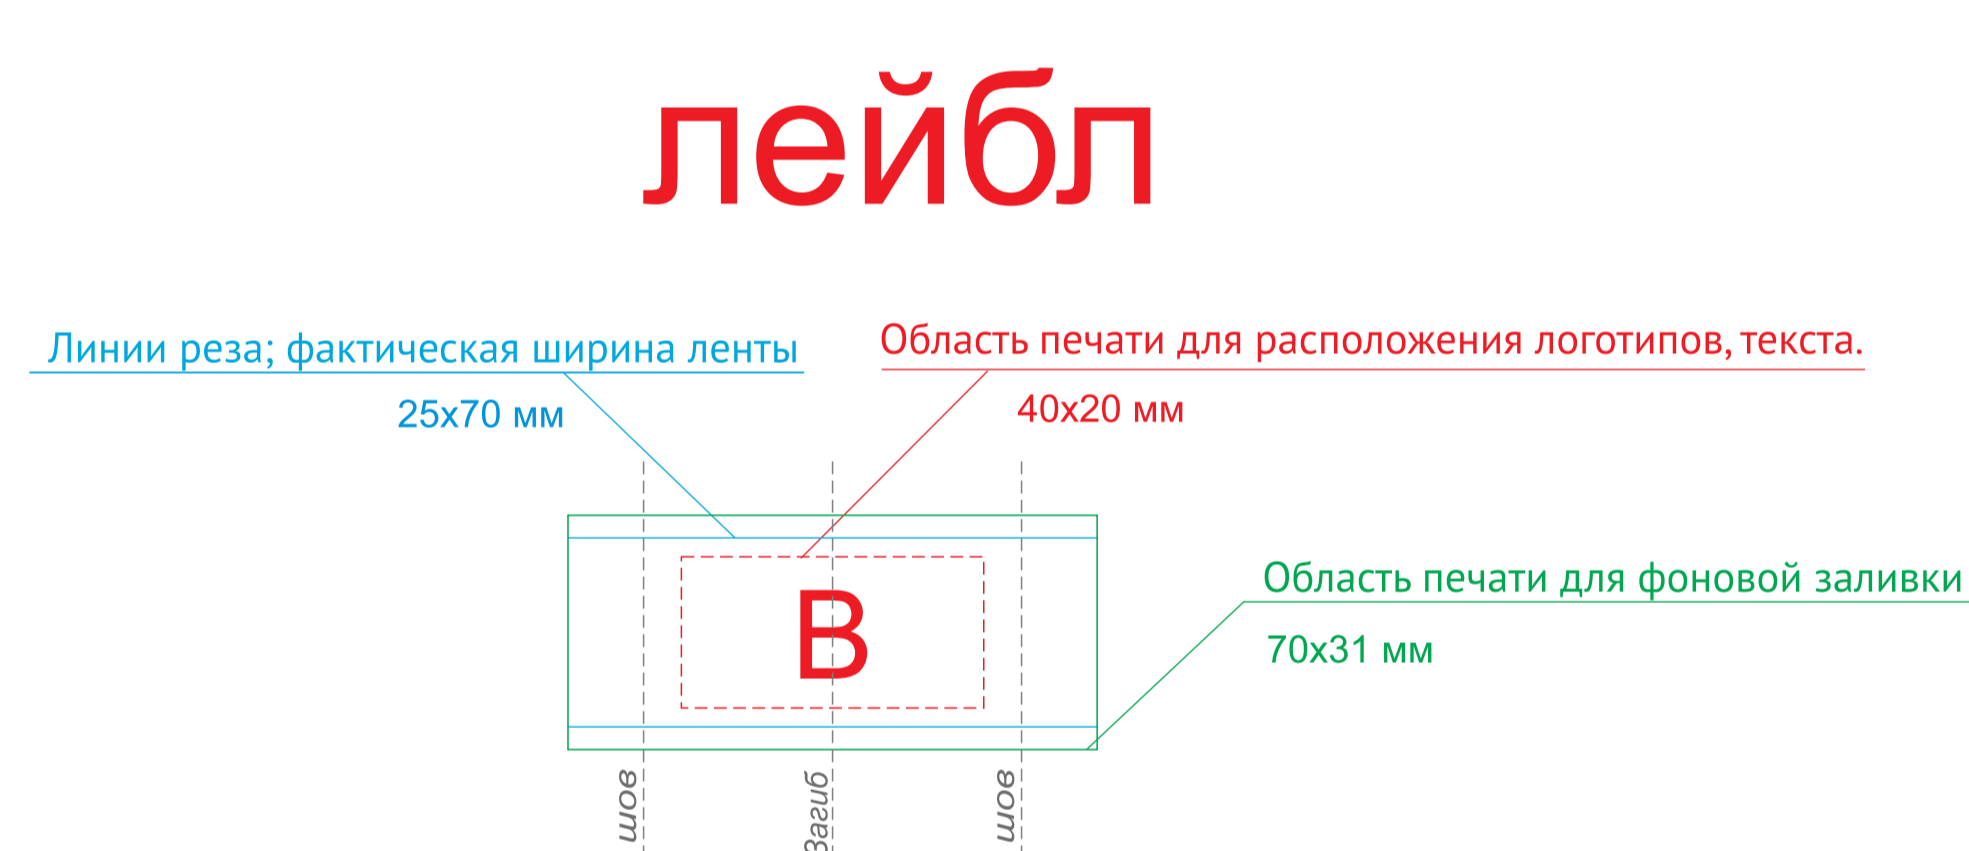 лейбл
Линии реза; фактическая ширина ленты
25х70 мм
Область печати для расположения логотипов, текста.
40х20 мм
Область печати для фоновой заливки
70х31 мм
В
шов
Загиб
шов